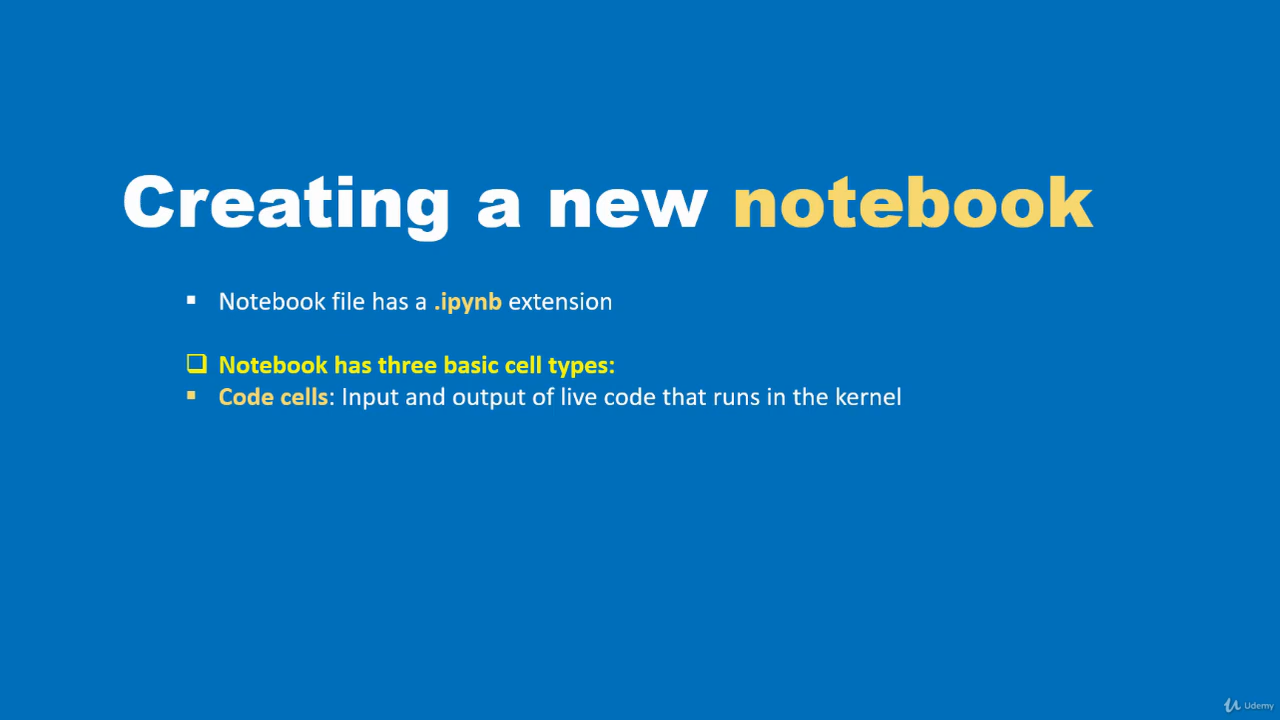 Creating a new notebook
▪ Notebook file has a .ipynb extension
❑ Notebook has three basic cell types:
▪ Code cells: Input and output of live code that runs in the kernel
Udemy